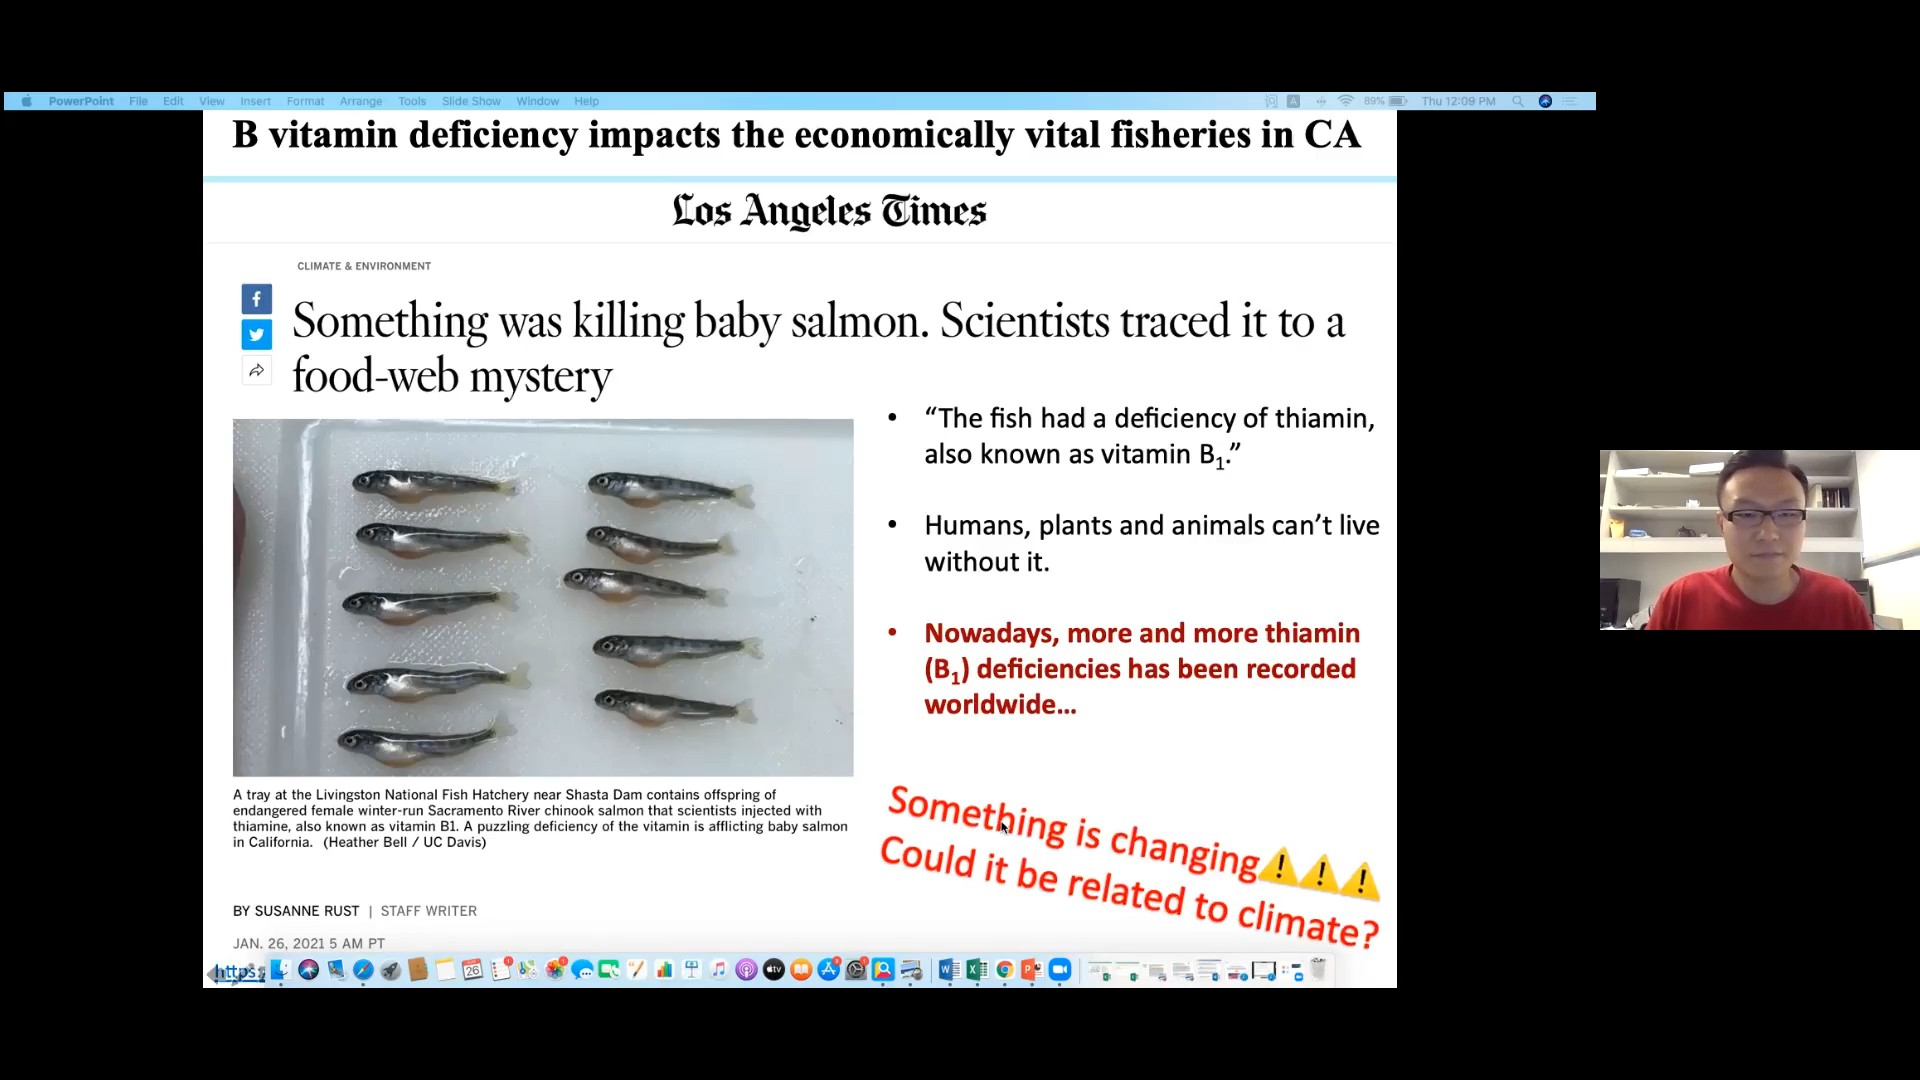 PowerPoint File Edit View Insert Format Arrange Tools Slide Show Window Help 89% Thu 12:09 PM
B vitamin deficiency impacts the economically vital fisheries in CA
Los Angeles Times
CLIMATE & ENVIRONMENT
Something was killing baby salmon. Scientists traced it to a
food-web mystery
• “The fish had a deficiency of thiamin,
also known as vitamin B1.”
• Humans, plants and animals can’t live
without it.
• Nowadays, more and more thiamin
(B1) deficiencies has been recorded
worldwide...
A tray at the Livingston National Fish Hatchery near Shasta Dam contains offspring of
endangered female winter-run Sacramento River chinook salmon that scientists injected with
thiamine, also known as vitamin B1. A puzzling deficiency of the vitamin is afflicting baby salmon
in California. (Heather Bell / UC Davis)
Something is changing⚠️⚠️⚠️
Could it be related to climate?
BY SUSANNE RUST | STAFF WRITER
JAN. 26, 2021 5 AM PT
https: